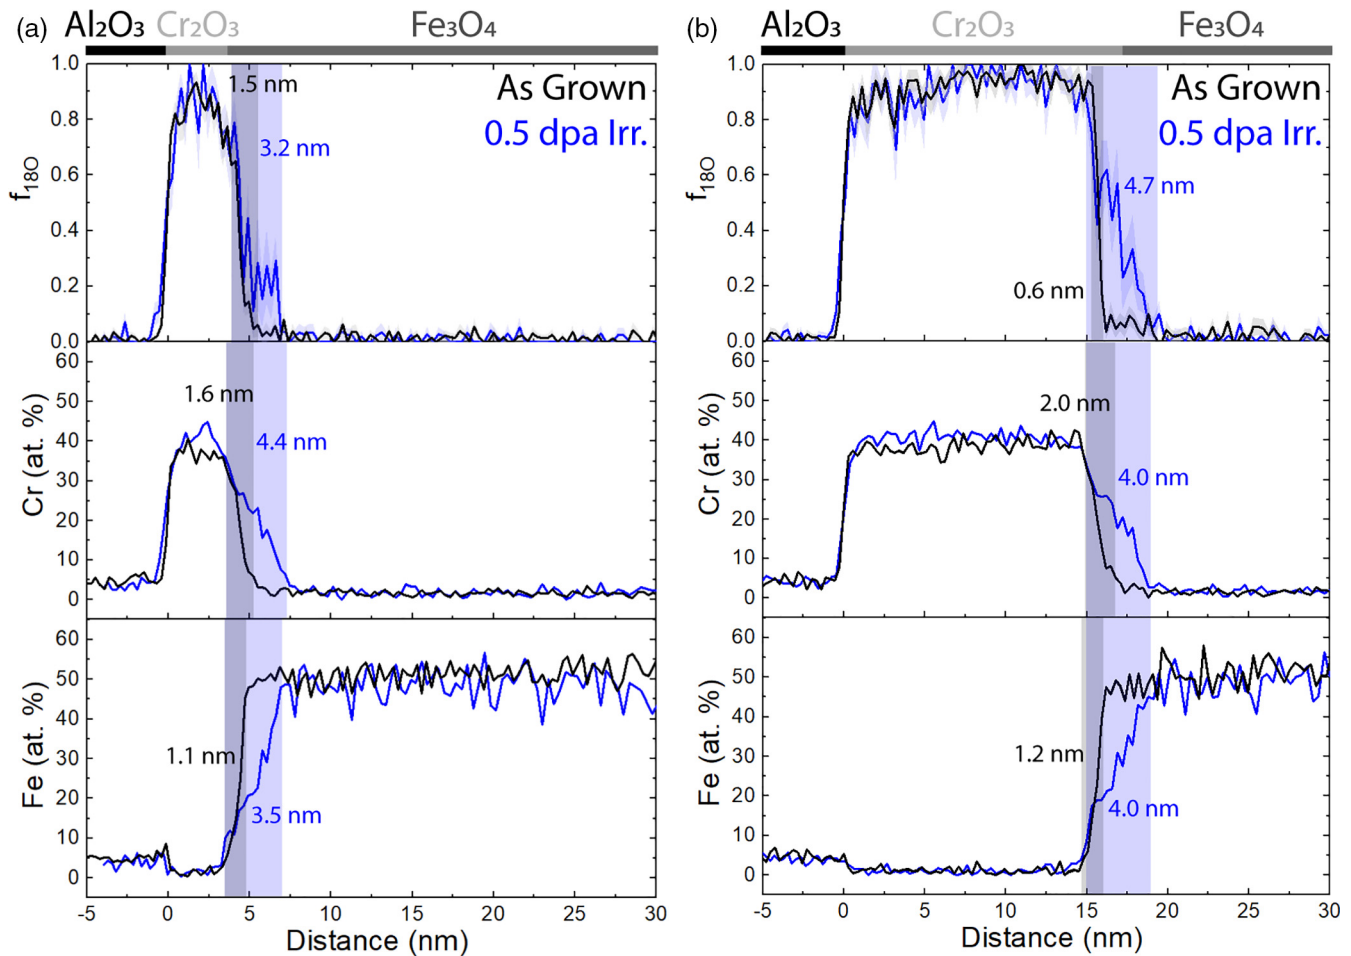 (a) Al₂O₃ Cr₂O₃ Fe₃O₄
1.0
0.8
0.6
0.4
0.2
0.0
f18O
1.5 nm
3.2 nm
As Grown
0.5 dpa Irr.
60
50
40
30
20
10
0
Cr (at. %)
1.6 nm
4.4 nm
60
50
40
30
20
10
0
Fe (at. %)
1.1 nm
3.5 nm
-5 0 5 10 15 20 25 30
Distance (nm)
(b) Al₂O₃ Cr₂O₃ Fe₃O₄
1.0
0.8
0.6
0.4
0.2
0.0
f18O
As Grown
0.5 dpa Irr.
4.7 nm
0.6 nm
60
50
40
30
20
10
0
Cr (at. %)
2.0 nm
4.0 nm
60
50
40
30
20
10
0
Fe (at. %)
1.2 nm
4.0 nm
-5 0 5 10 15 20 25 30
Distance (nm)